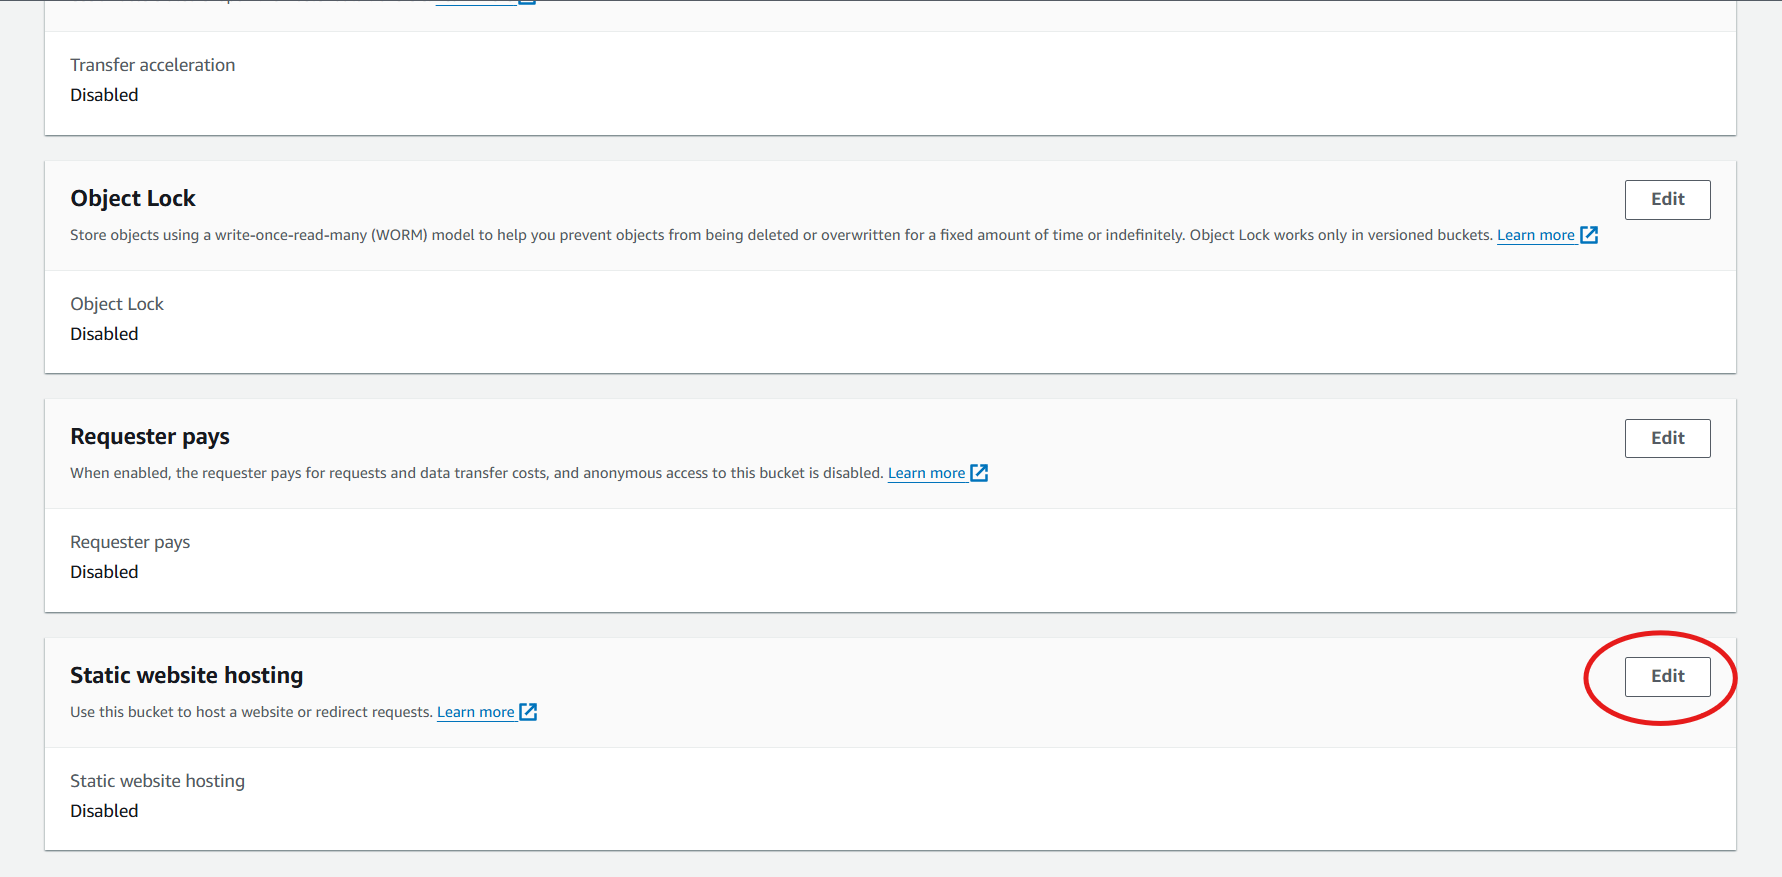 Transfer acceleration
Disabled
Object Lock
Edit
Store objects using a write-once-read-many (WORM) model to help you prevent objects from being deleted or overwritten for a fixed amount of time or indefinitely. Object Lock works only in versioned buckets. Learn more
Object Lock
Disabled
Requester pays
Edit
When enabled, the requester pays for requests and data transfer costs, and anonymous access to this bucket is disabled. Learn more
Requester pays
Disabled
Static website hosting
Edit
Use this bucket to host a website or redirect requests. Learn more
Static website hosting
Disabled